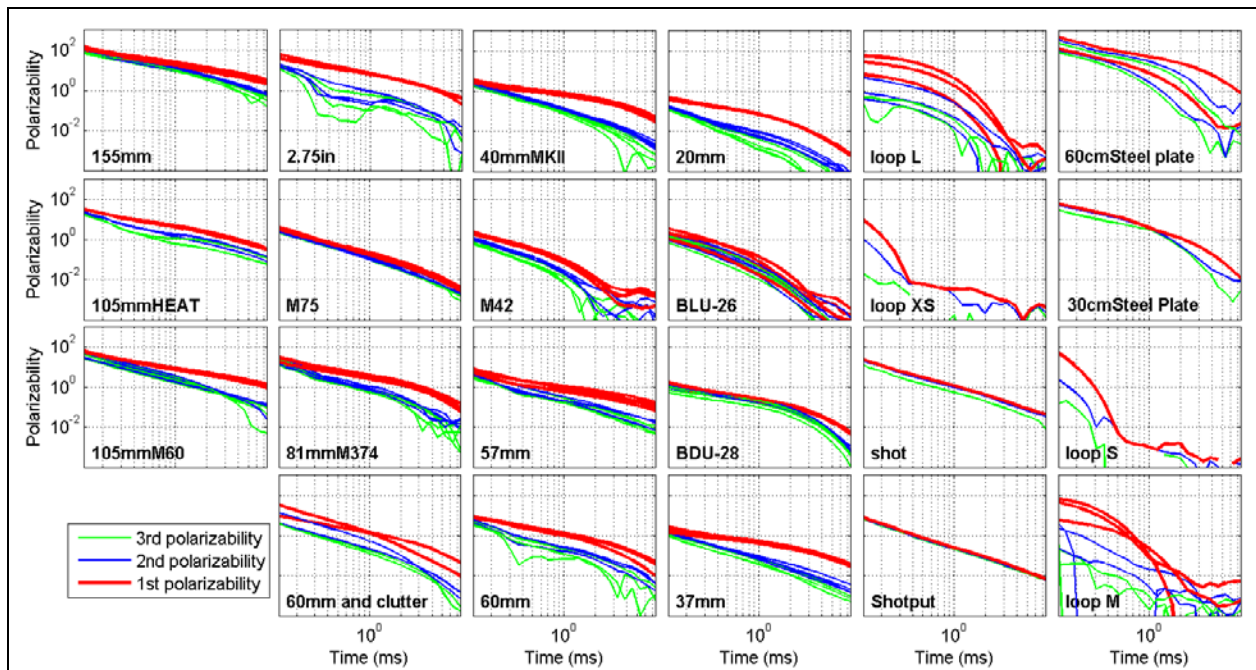 Polarizability
10^2
10^0
10^-2
155mm
2.75in
40mmMKII
20mm
loop L
60cmSteel plate
Polarizability
10^2
10^0
10^-2
105mmHEAT
M75
M42
BLU-26
loop XS
30cmSteel Plate
Polarizability
10^2
10^0
10^-2
105mmM60
81mmM374
57mm
BDU-28
shot
loop S
3rd polarizability
2nd polarizability
1st polarizability
60mm and clutter
60mm
37mm
Shotput
loop M
10^0
10^0
10^0
10^0
10^0
Time (ms)
Time (ms)
Time (ms)
Time (ms)
Time (ms)